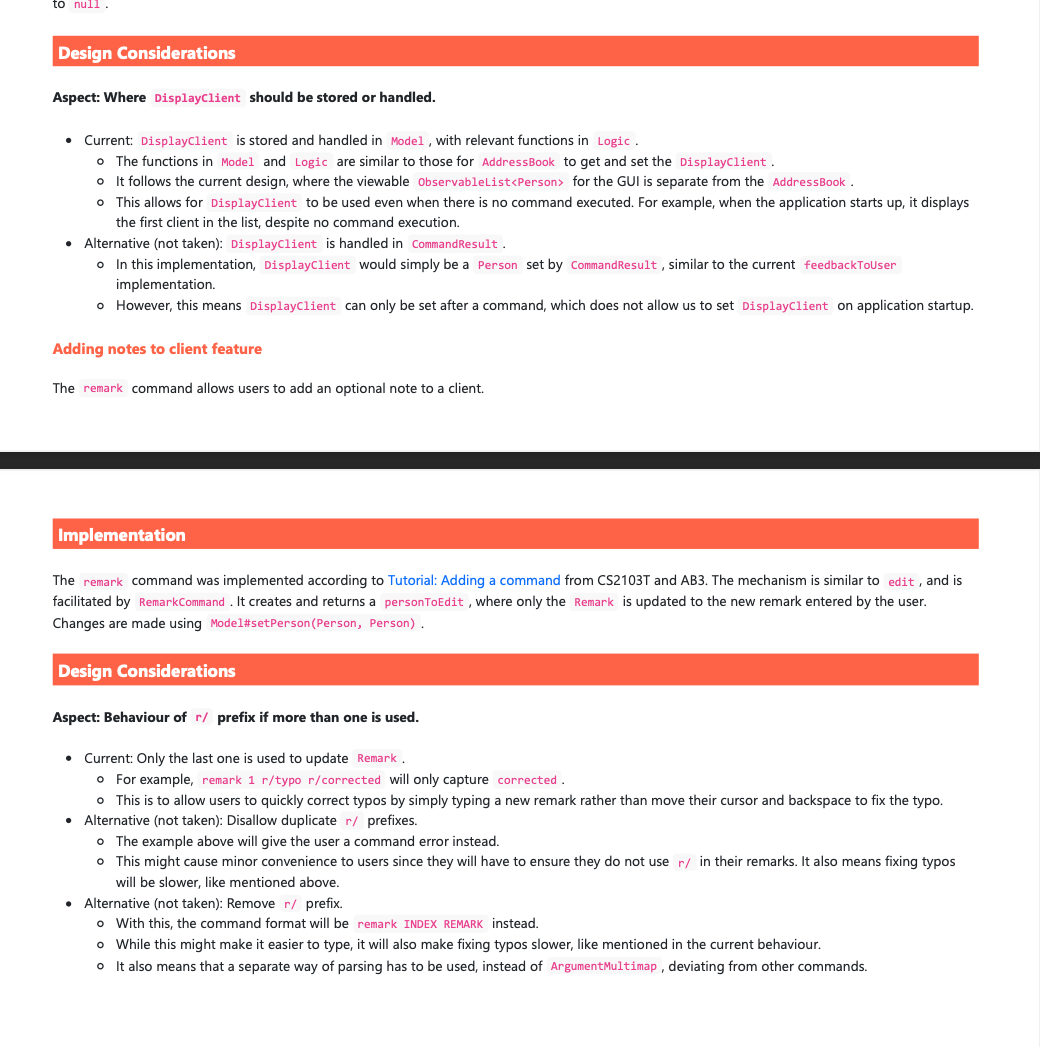 to null .
Design Considerations
Aspect: Where DisplayClient should be stored or handled.
• Current: DisplayClient is stored and handled in Model , with relevant functions in Logic .
The functions in Model and Logic are similar to those for AddressBook to get and set the DisplayClient .
It follows the current design, where the viewable ObservableList<Person> for the GUI is separate from the AddressBook .
This allows for DisplayClient to be used even when there is no command executed. For example, when the application starts up, it displays
the first client in the list, despite no command execution.
• Alternative (not taken): DisplayClient is handled in CommandResult .
In this implementation, DisplayClient would simply be a Person set by CommandResult , similar to the current feedbackToUser
implementation.
However, this means DisplayClient can only be set after a command, which does not allow us to set DisplayClient on application startup.
Adding notes to client feature
The remark command allows users to add an optional note to a client.
Implementation
The remark command was implemented according to Tutorial: Adding a command from CS2103T and AB3. The mechanism is similar to edit , and is
facilitated by RemarkCommand . It creates and returns a personToEdit , where only the Remark is updated to the new remark entered by the user.
Changes are made using Model#setPerson(Person, Person) .
Design Considerations
Aspect: Behaviour of r/ prefix if more than one is used.
• Current: Only the last one is used to update Remark .
For example, remark 1 r/typo r/corrected will only capture corrected .
This is to allow users to quickly correct typos by simply typing a new remark rather than move their cursor and backspace to fix the typo.
• Alternative (not taken): Disallow duplicate r/ prefixes.
The example above will give the user a command error instead.
This might cause minor convenience to users since they will have to ensure they do not use r/ in their remarks. It also means fixing typos
will be slower, like mentioned above.
• Alternative (not taken): Remove r/ prefix.
With this, the command format will be remark INDEX REMARK instead.
While this might make it easier to type, it will also make fixing typos slower, like mentioned in the current behaviour.
It also means that a separate way of parsing has to be used, instead of ArgumentMultimap , deviating from other commands.